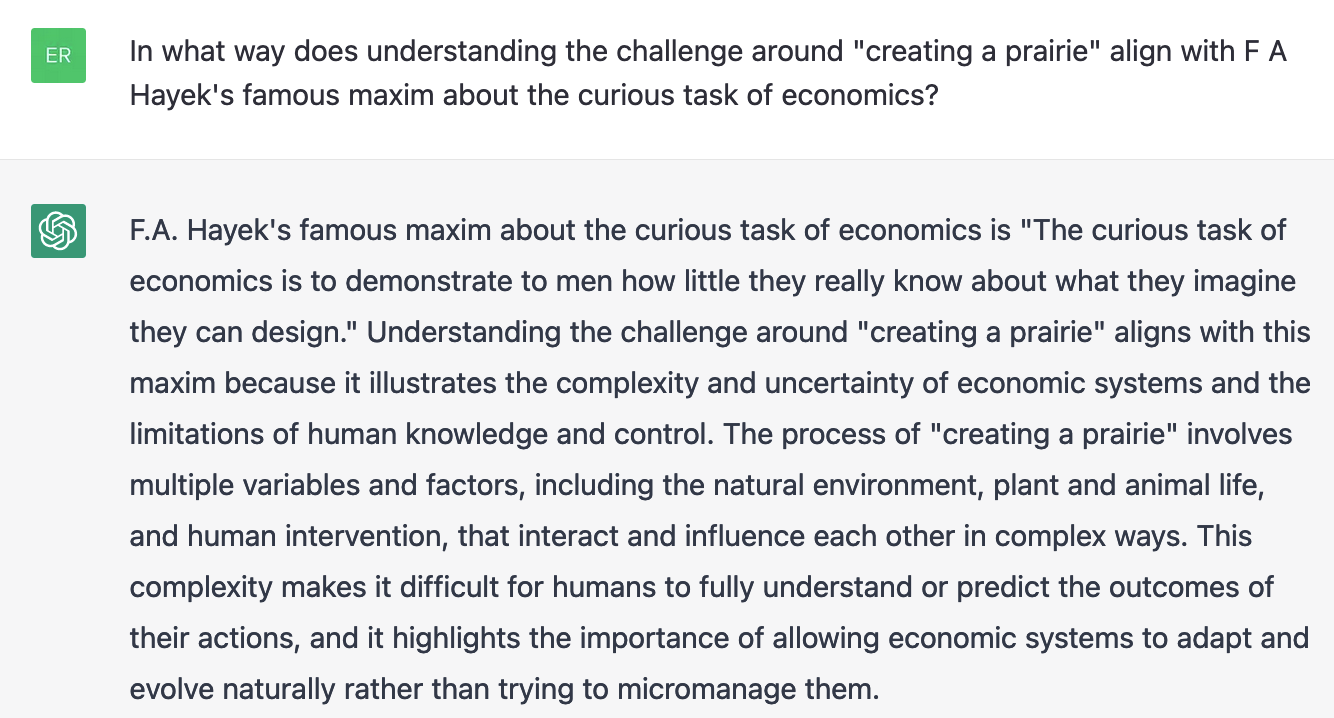 ER
In what way does understanding the challenge around "creating a prairie" align with F A
Hayek's famous maxim about the curious task of economics?
F.A. Hayek's famous maxim about the curious task of economics is "The curious task of
economics is to demonstrate to men how little they really know about what they imagine
they can design." Understanding the challenge around "creating a prairie" aligns with this
maxim because it illustrates the complexity and uncertainty of economic systems and the
limitations of human knowledge and control. The process of "creating a prairie" involves
multiple variables and factors, including the natural environment, plant and animal life,
and human intervention, that interact and influence each other in complex ways. This
complexity makes it difficult for humans to fully understand or predict the outcomes of
their actions, and it highlights the importance of allowing economic systems to adapt and
evolve naturally rather than trying to micromanage them.